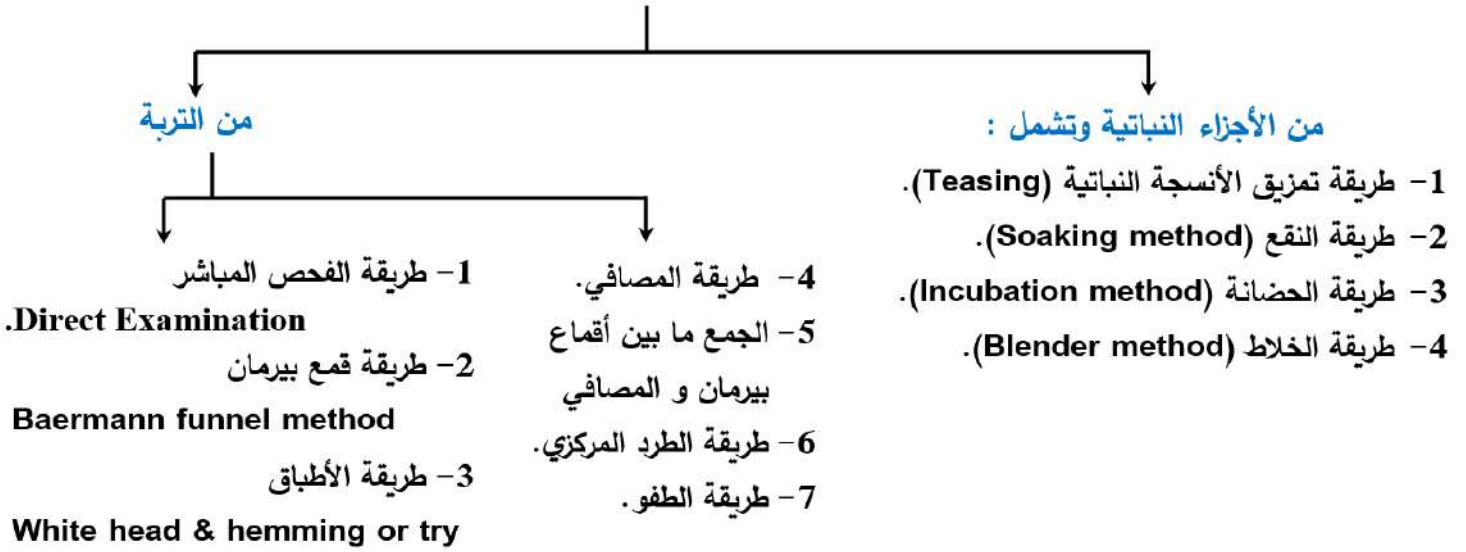 من الأجزاء النباتية وتشمل :
1- طريقة تمزيق الأنسجة النباتية (Teasing).
2- طريقة النقع (Soaking method).
3- طريقة الحضانة (Incubation method).
4- طريقة الخلاط (Blender method).
من التربة
1- طريقة الفحص المباشر
Direct Examination.
2- طريقة قمع بيرمان
Baermann funnel method
3- طريقة الأطباق
White head & hemming or try
4- طريقة المصافي.
5- الجمع ما بين أقماع
بيرمان و المصافي
6- طريقة الطرد المركزي.
7- طريقة الطفو.